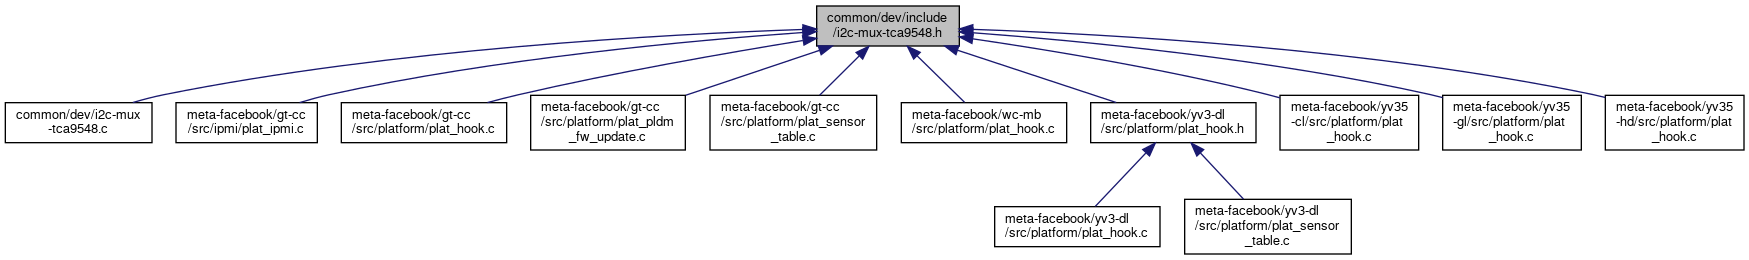 common/dev/include
/i2c-mux-tca9548.h
common/dev/i2c-mux
-tca9548.c
meta-facebook/gt-cc
/src/ipmi/plat_ipmi.c
meta-facebook/gt-cc
/src/platform/plat_hook.c
meta-facebook/gt-cc
/src/platform/plat_pldm
_fw_update.c
meta-facebook/gt-cc
/src/platform/plat_sensor
_table.c
meta-facebook/wc-mb
/src/platform/plat_hook.c
meta-facebook/yv3-dl
/src/platform/plat_hook.h
meta-facebook/yv35
-cl/src/platform/plat
_hook.c
meta-facebook/yv35
-gl/src/platform/plat
_hook.c
meta-facebook/yv35
-hd/src/platform/plat
_hook.c
meta-facebook/yv3-dl
/src/platform/plat_hook.c
meta-facebook/yv3-dl
/src/platform/plat_sensor
_table.c